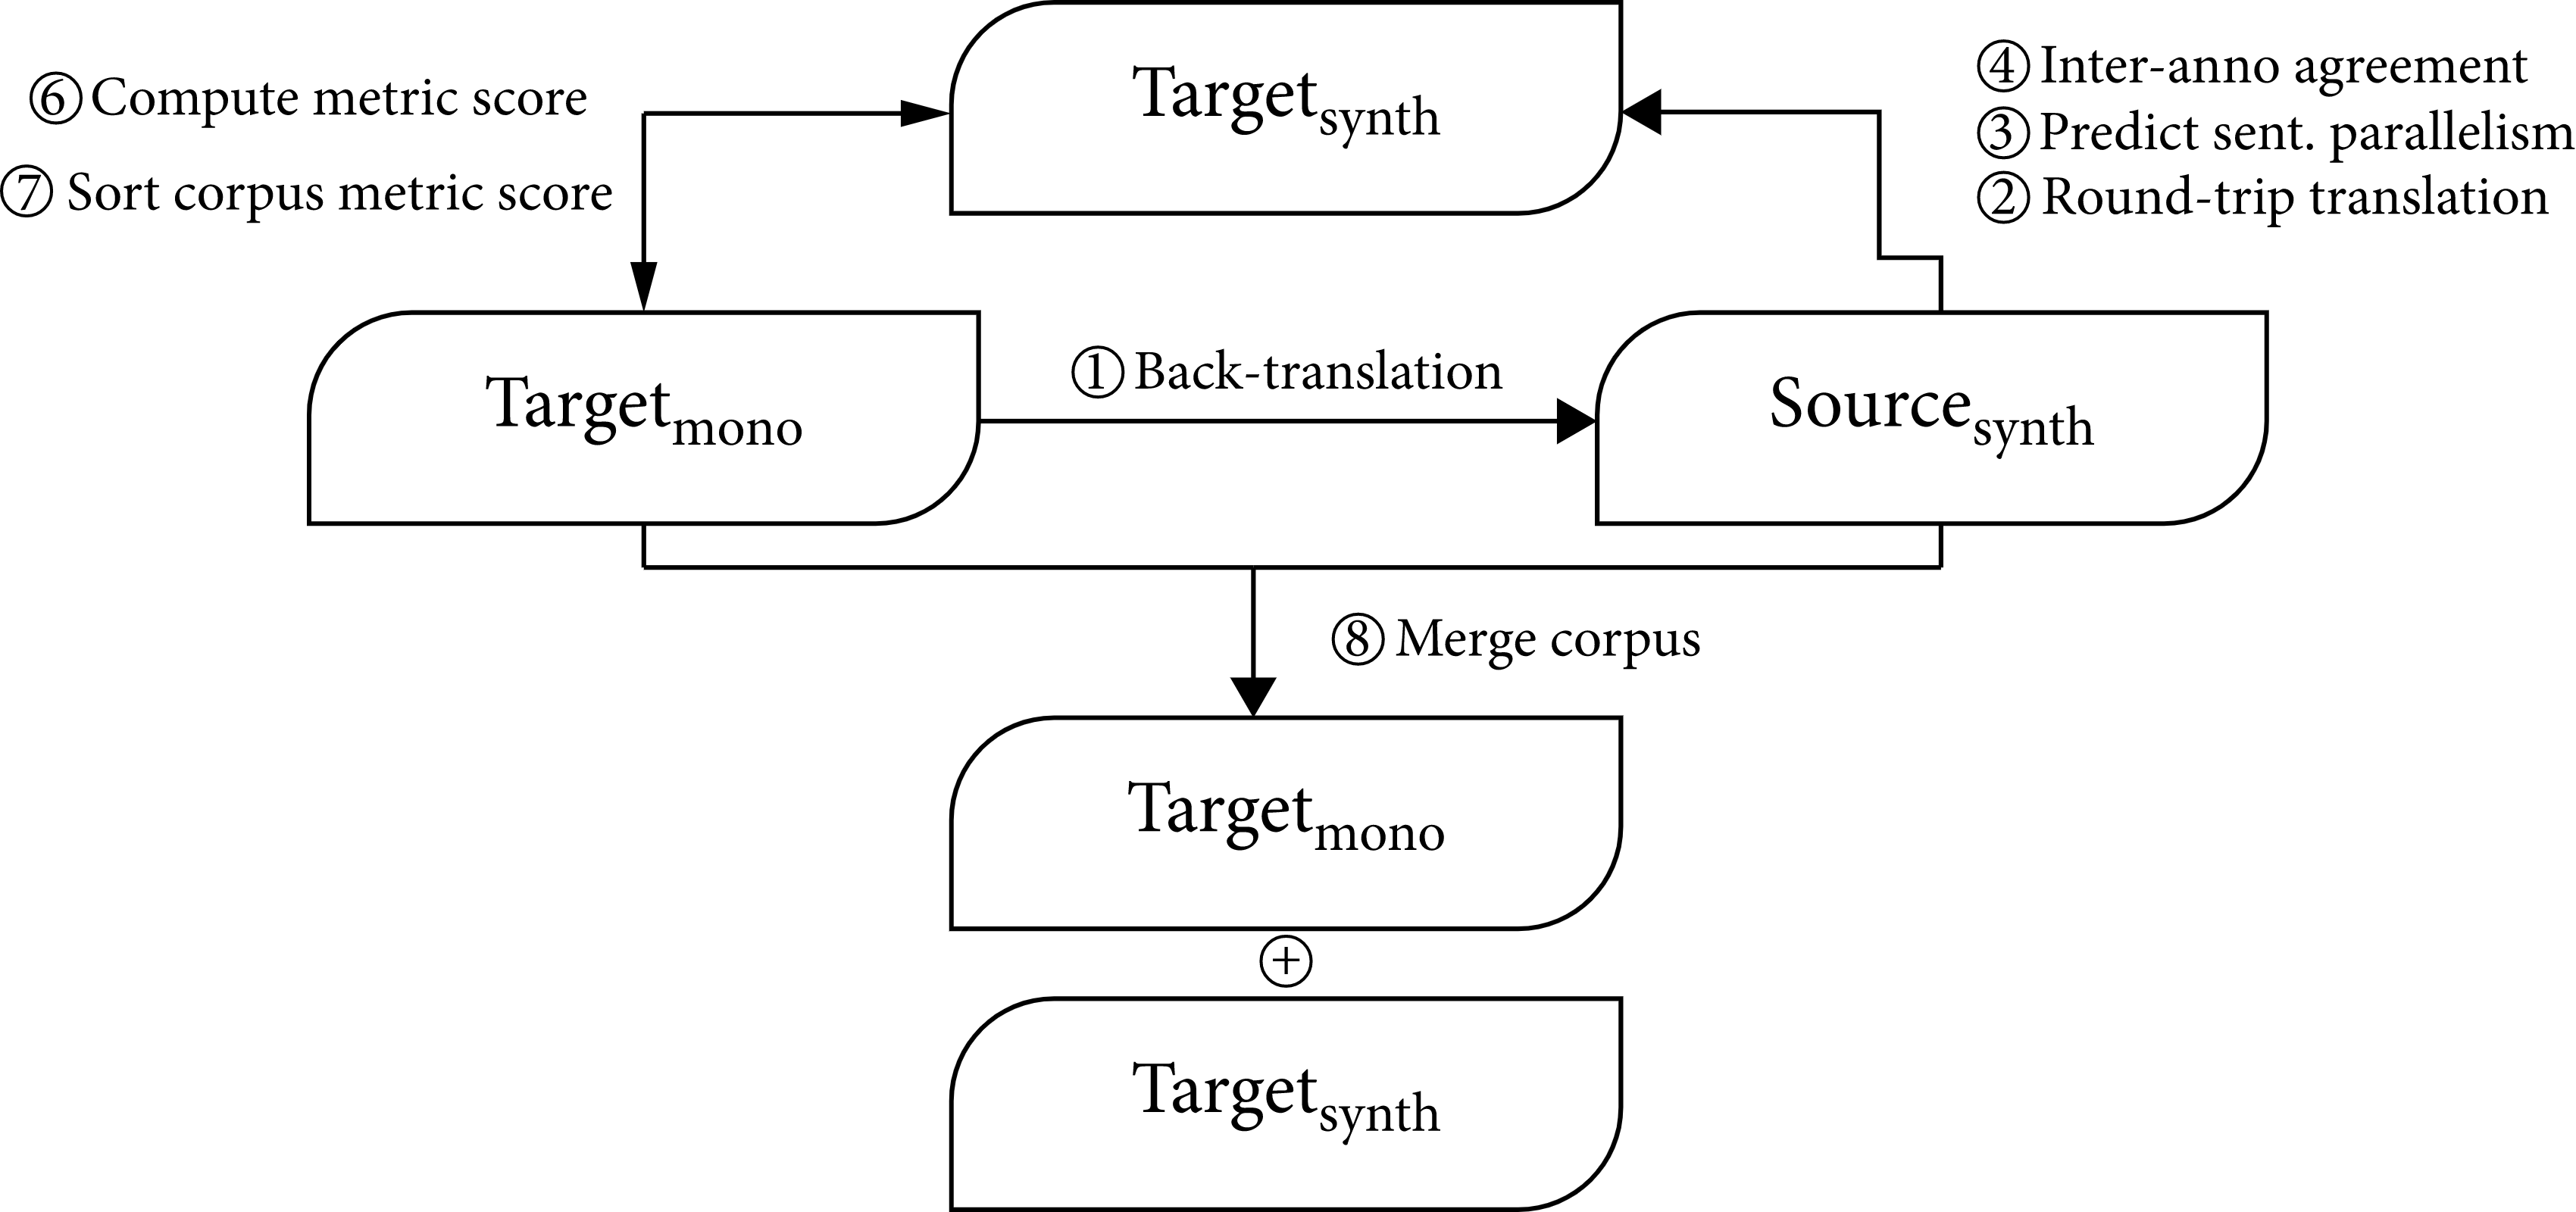 Target synth
④ Inter-anno agreement
③ Predict sent. parallelism
② Round-trip translation
⑥ Compute metric score
⑦ Sort corpus metric score
Target mono
① Back-translation
Source synth
⑧ Merge corpus
Target mono
+
Target synth